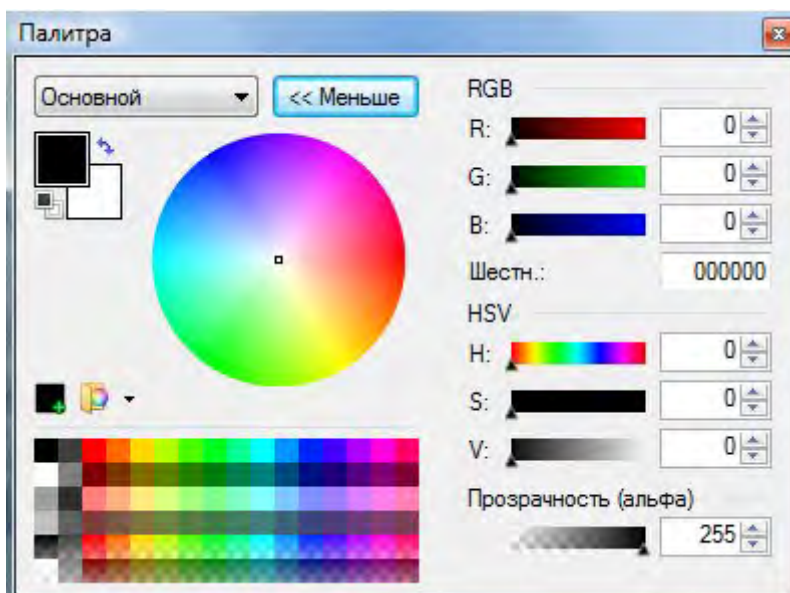 Палитра
Основной
<< Меньше
RGB
R: 0
G: 0
B: 0
Шестн.: 000000
HSV
H: 0
S: 0
V: 0
Прозрачность (альфа)
255